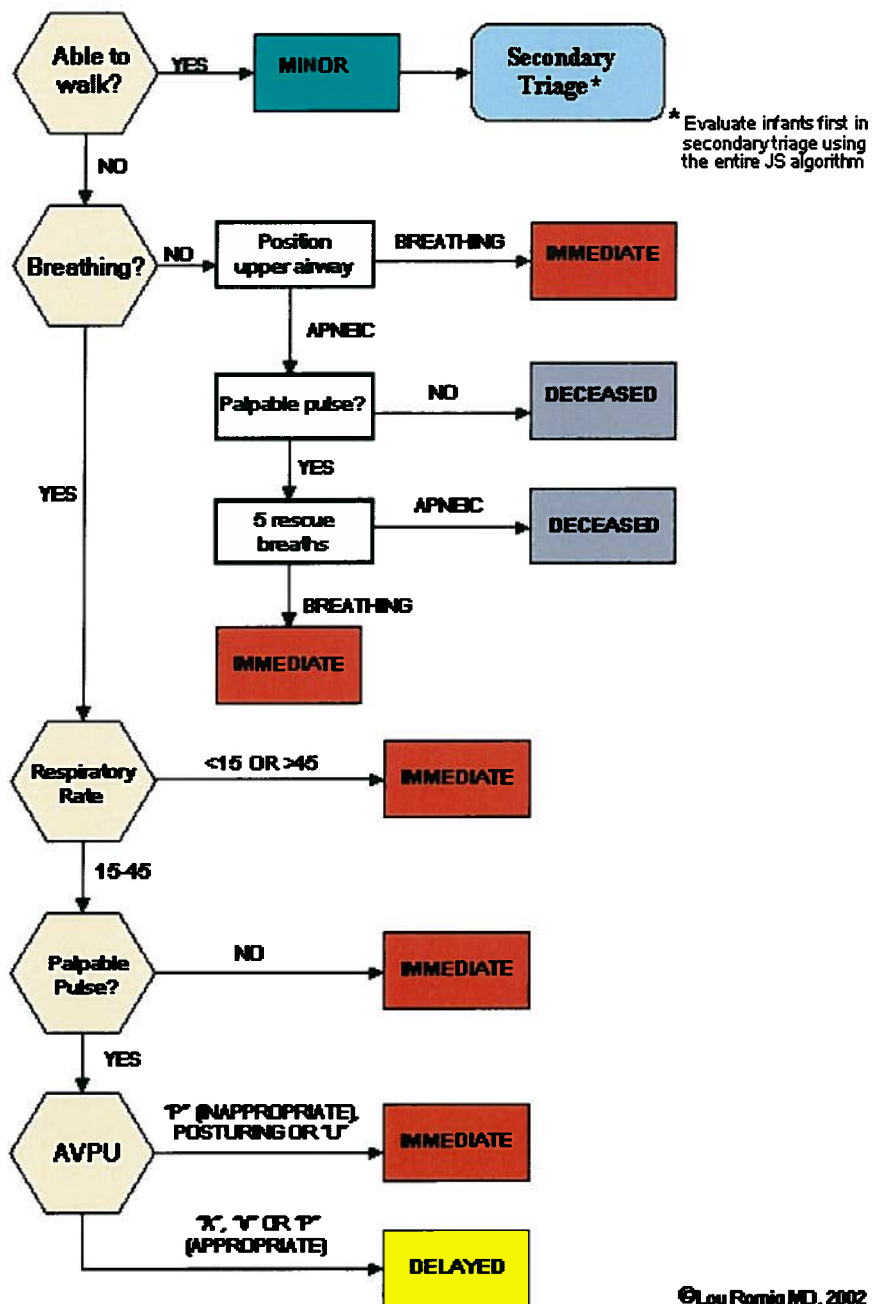 Able to
walk?
YES
MINOR
Secondary
Triage*
* Evaluate infants first in
secondary triage using
the entire JS algorithm
NO
Breathing?
NO
Position
upper airway
BREATHING
IMMEDIATE
APNEIC
Palpable pulse?
NO
DECEASED
YES
5 rescue
breaths
APNEIC
DECEASED
BREATHING
IMMEDIATE
YES
Respiratory
Rate
<15 OR >45
IMMEDIATE
15-45
Palpable
Pulse?
NO
IMMEDIATE
YES
AVPU
"P" (INAPPROPRIATE),
POSTURING OR "U"
IMMEDIATE
"A", "V" OR "P"
(APPROPRIATE)
DELAYED
©Lou Romig MD, 2002